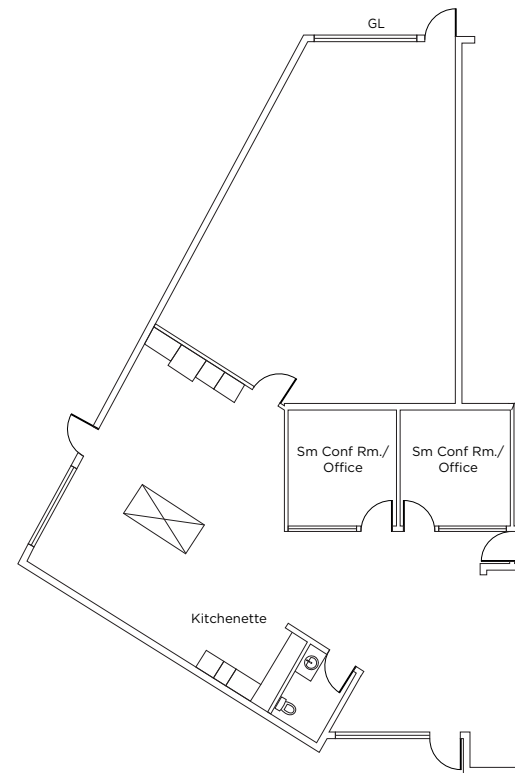 GL
Sm Conf Rm./
Office
Sm Conf Rm./
Office
Kitchenette